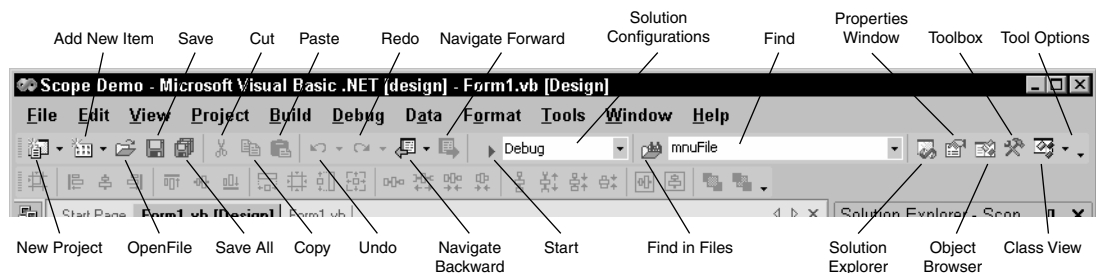 Solution Properties
Add New Item Save Cut Paste Redo Navigate Forward Configurations Find Window Toolbox Tool Options
Scope Demo - Microsoft Visual Basic .NET [design] - Form1.vb [Design]
File Edit View Project Build Debug Data Format Tools Window Help
Debug mnuFile
Start Page Form1.vb [Design] Form1.vb Solution Explorer - Scop
New Project OpenFile Save All Copy Undo Navigate Start Find in Files Solution Object Class View
Backward Explorer Browser